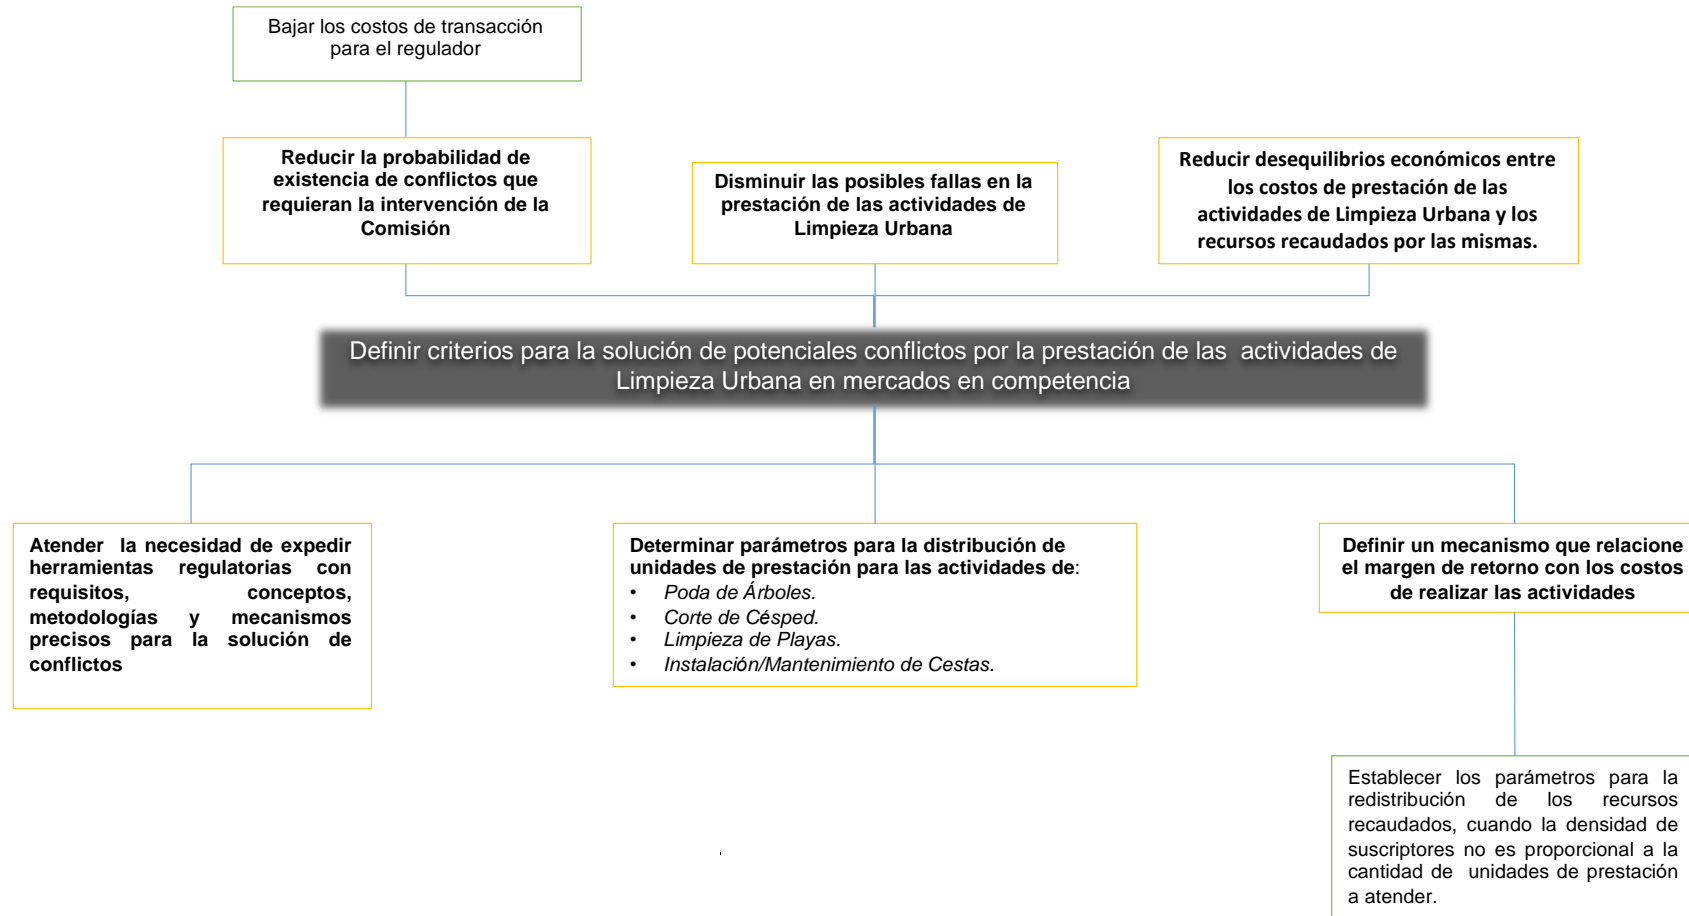 Bajar los costos de transacción
para el regulador
Reducir la probabilidad de
existencia de conflictos que
requieran la intervención de la
Comisión
Disminuir las posibles fallas en la
prestación de las actividades de
Limpieza Urbana
Reducir desequilibrios económicos entre
los costos de prestación de las
actividades de Limpieza Urbana y los
recursos recaudados por las mismas.
Definir criterios para la solución de potenciales conflictos por la prestación de las actividades de
Limpieza Urbana en mercados en competencia
Atender la necesidad de expedir
herramientas regulatorias con
requisitos, conceptos,
metodologías y mecanismos
precisos para la solución de
conflictos
Determinar parámetros para la distribución de
unidades de prestación para las actividades de:
• Poda de Árboles.
• Corte de Césped.
• Limpieza de Playas.
• Instalación/Mantenimiento de Cestas.
Definir un mecanismo que relacione
el margen de retorno con los costos
de realizar las actividades
Establecer los parámetros para la
redistribución de los recursos
recaudados, cuando la densidad de
suscriptores no es proporcional a la
cantidad de unidades de prestación
a atender.